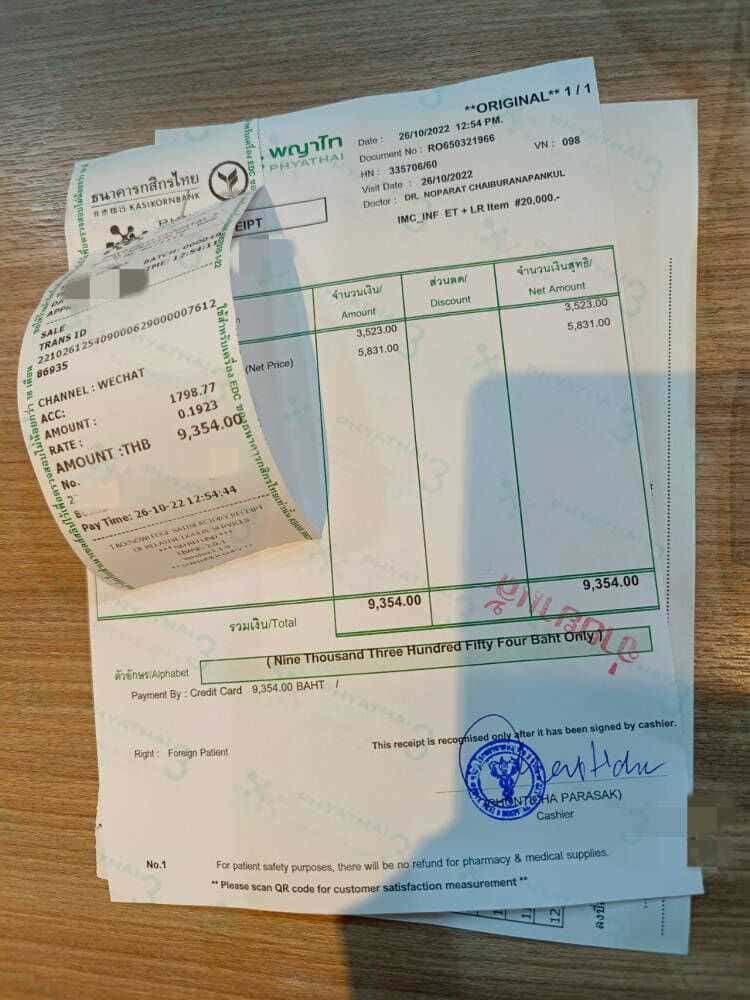 **ORIGINAL** 1 / 1
พญาไท
PHYATHAI
Date : 26/10/2022 12:54 PM.
Document No : RO650321966
VN : 098
HN : 335706/60
Visit Date : 26/10/2022
Doctor : DR. NOPARAT CHAIBURANAPANKUL
IMC_INF ET + LR Item #20,000.-
จำนวนเงิน/ ส่วนลด/ จำนวนเงินสุทธิ/
Amount Discount Net Amount
3,523.00 3,523.00
(Net Price) 5,831.00 5,831.00
รวมเงิน/Total 9,354.00 9,354.00
ตัวอักษร/Alphabet ( Nine Thousand Three Hundred Fifty Four Baht Only )
Payment By : Credit Card 9,354.00 BAHT /
This receipt is recognised only after it has been signed by cashier.
Right : Foreign Patient
PARASAK)
Cashier
No.1 For patient safety purposes, there will be no refund for pharmacy & medical supplies.
** Please scan QR code for customer satisfaction measurement **
ธนาคารกสิกรไทย
KASIKORNBANK
SALE
TRANS ID
2210261254090006290000​07612
86935
CHANNEL : WECHAT
ACC:
AMOUNT : 1798.77
RATE : 0.1923
AMOUNT :THB 9,354.00
No.
Pay Time: 26-10-22 12:54:44